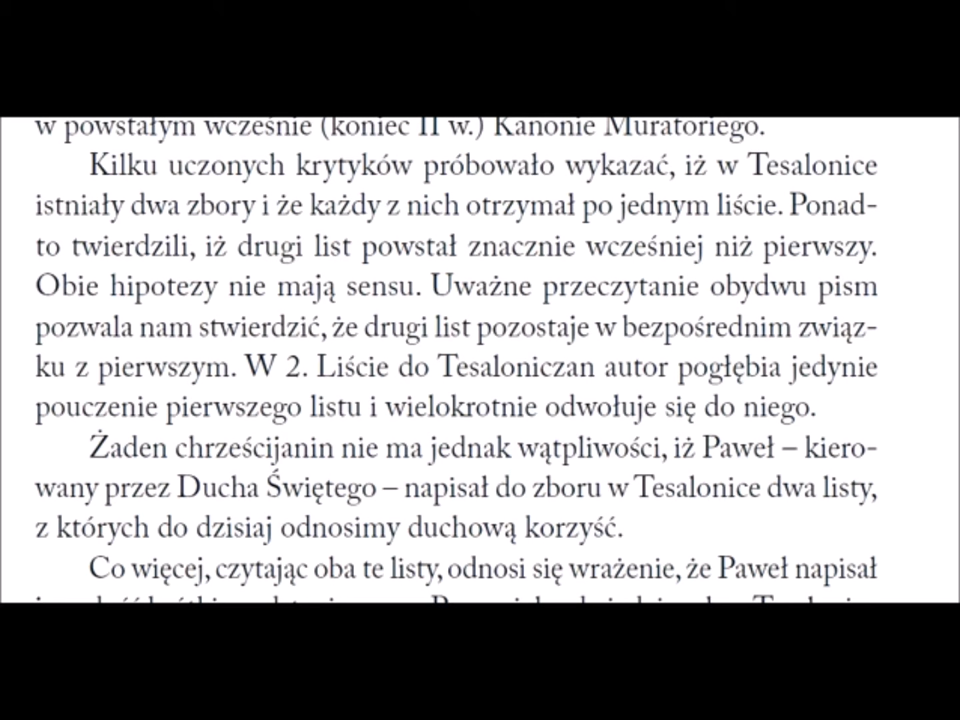 w powstałym wcześnie (koniec II w.) Kanonie Muratoriego.
Kilku uczonych krytyków próbowało wykazać, iż w Tesalonice
istniały dwa zbory i że każdy z nich otrzymał po jednym liście. Ponad-
to twierdzili, iż drugi list powstał znacznie wcześniej niż pierwszy.
Obie hipotezy nie mają sensu. Uważne przeczytanie obydwu pism
pozwala nam stwierdzić, że drugi list pozostaje w bezpośrednim związ-
ku z pierwszym. W 2. Liście do Tesaloniczan autor pogłębia jedynie
pouczenie pierwszego listu i wielokrotnie odwołuje się do niego.
Żaden chrześcijanin nie ma jednak wątpliwości, iż Paweł – kiero-
wany przez Ducha Świętego – napisał do zboru w Tesalonice dwa listy,
z których do dzisiaj odnosimy duchową korzyść.
Co więcej, czytając oba te listy, odnosi się wrażenie, że Paweł napisał